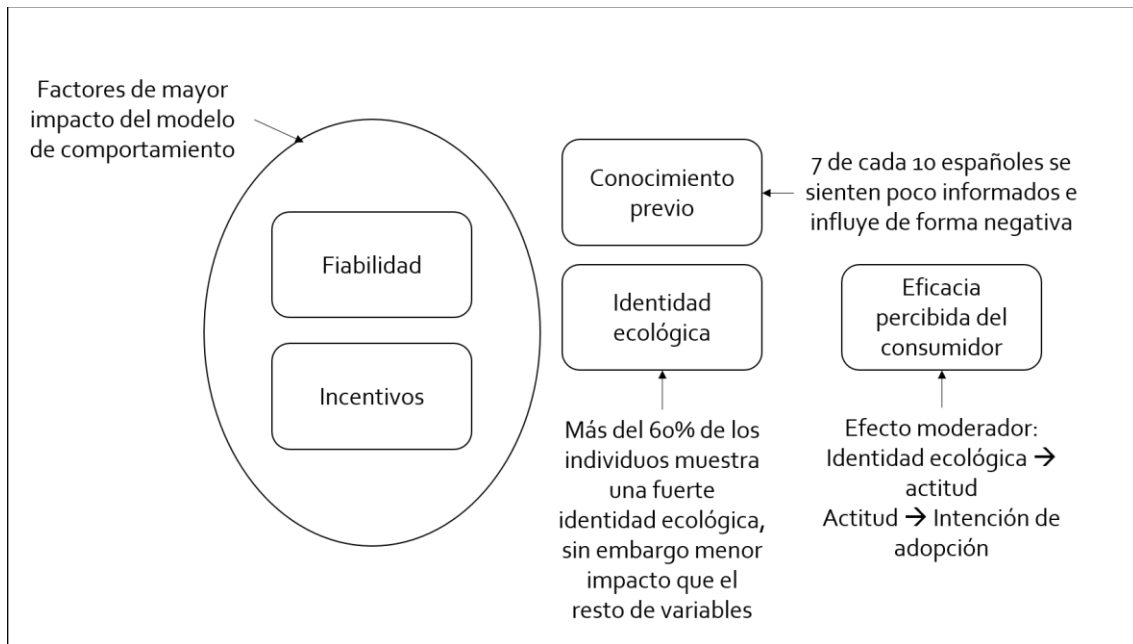 Factores de mayor
impacto del modelo
de comportamiento
Fiabilidad
Incentivos
Conocimiento
previo
7 de cada 10 españoles se
sienten poco informados e
influye de forma negativa
Identidad
ecológica
Eficacia
percibida del
consumidor
Más del 60% de los
individuos muestra
una fuerte
identidad ecológica,
sin embargo menor
impacto que el
resto de variables
Efecto moderador:
Identidad ecológica →
actitud
Actitud → Intención de
adopción